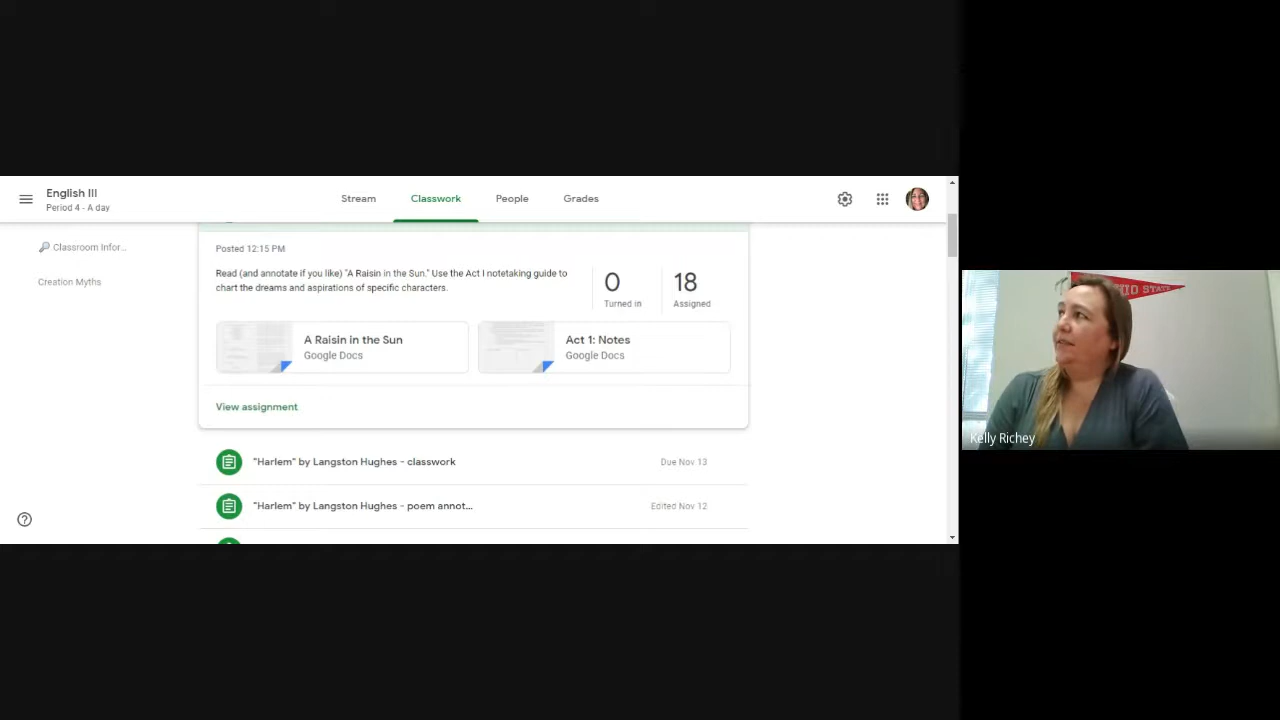 English III
Period 4 - A day
Stream
Classwork
People
Grades
Classroom Infor...
Creation Myths
Posted 12:15 PM
Read (and annotate if you like) "A Raisin in the Sun." Use the Act I notetaking guide to
chart the dreams and aspirations of specific characters.
0
Turned in
18
Assigned
A Raisin in the Sun
Google Docs
Act 1: Notes
Google Docs
View assignment
"Harlem" by Langston Hughes - classwork
Due Nov 13
"Harlem" by Langston Hughes - poem annot...
Edited Nov 12
STATE
Kelly Richey